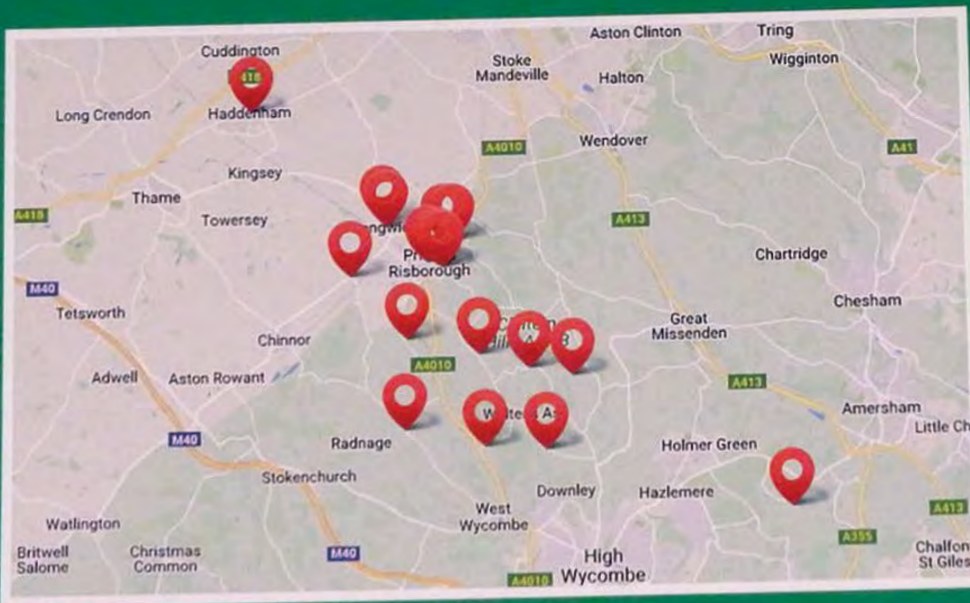 Cuddington
Aston Clinton
Tring
Wigginton
Stoke
Mandeville
Halton
Long Crendon
418
Haddenham
A4010
Wendover
A41
Kingsey
Thame
Towersey
A418
A413
Risborough
Chartridge
M40
Tetsworth
Chesham
Great
Missenden
Chinnor
A4010
Adwell
Aston Rowant
A413
Amersham
Little Ch
M40
Radnage
Holmer Green
Stokenchurch
Downley
Hazlemere
West
Wycombe
A413
Watlington
A355
Britwell
Salome
Christmas
Common
M40
High
Wycombe
Chalfon
St Giles
A4010